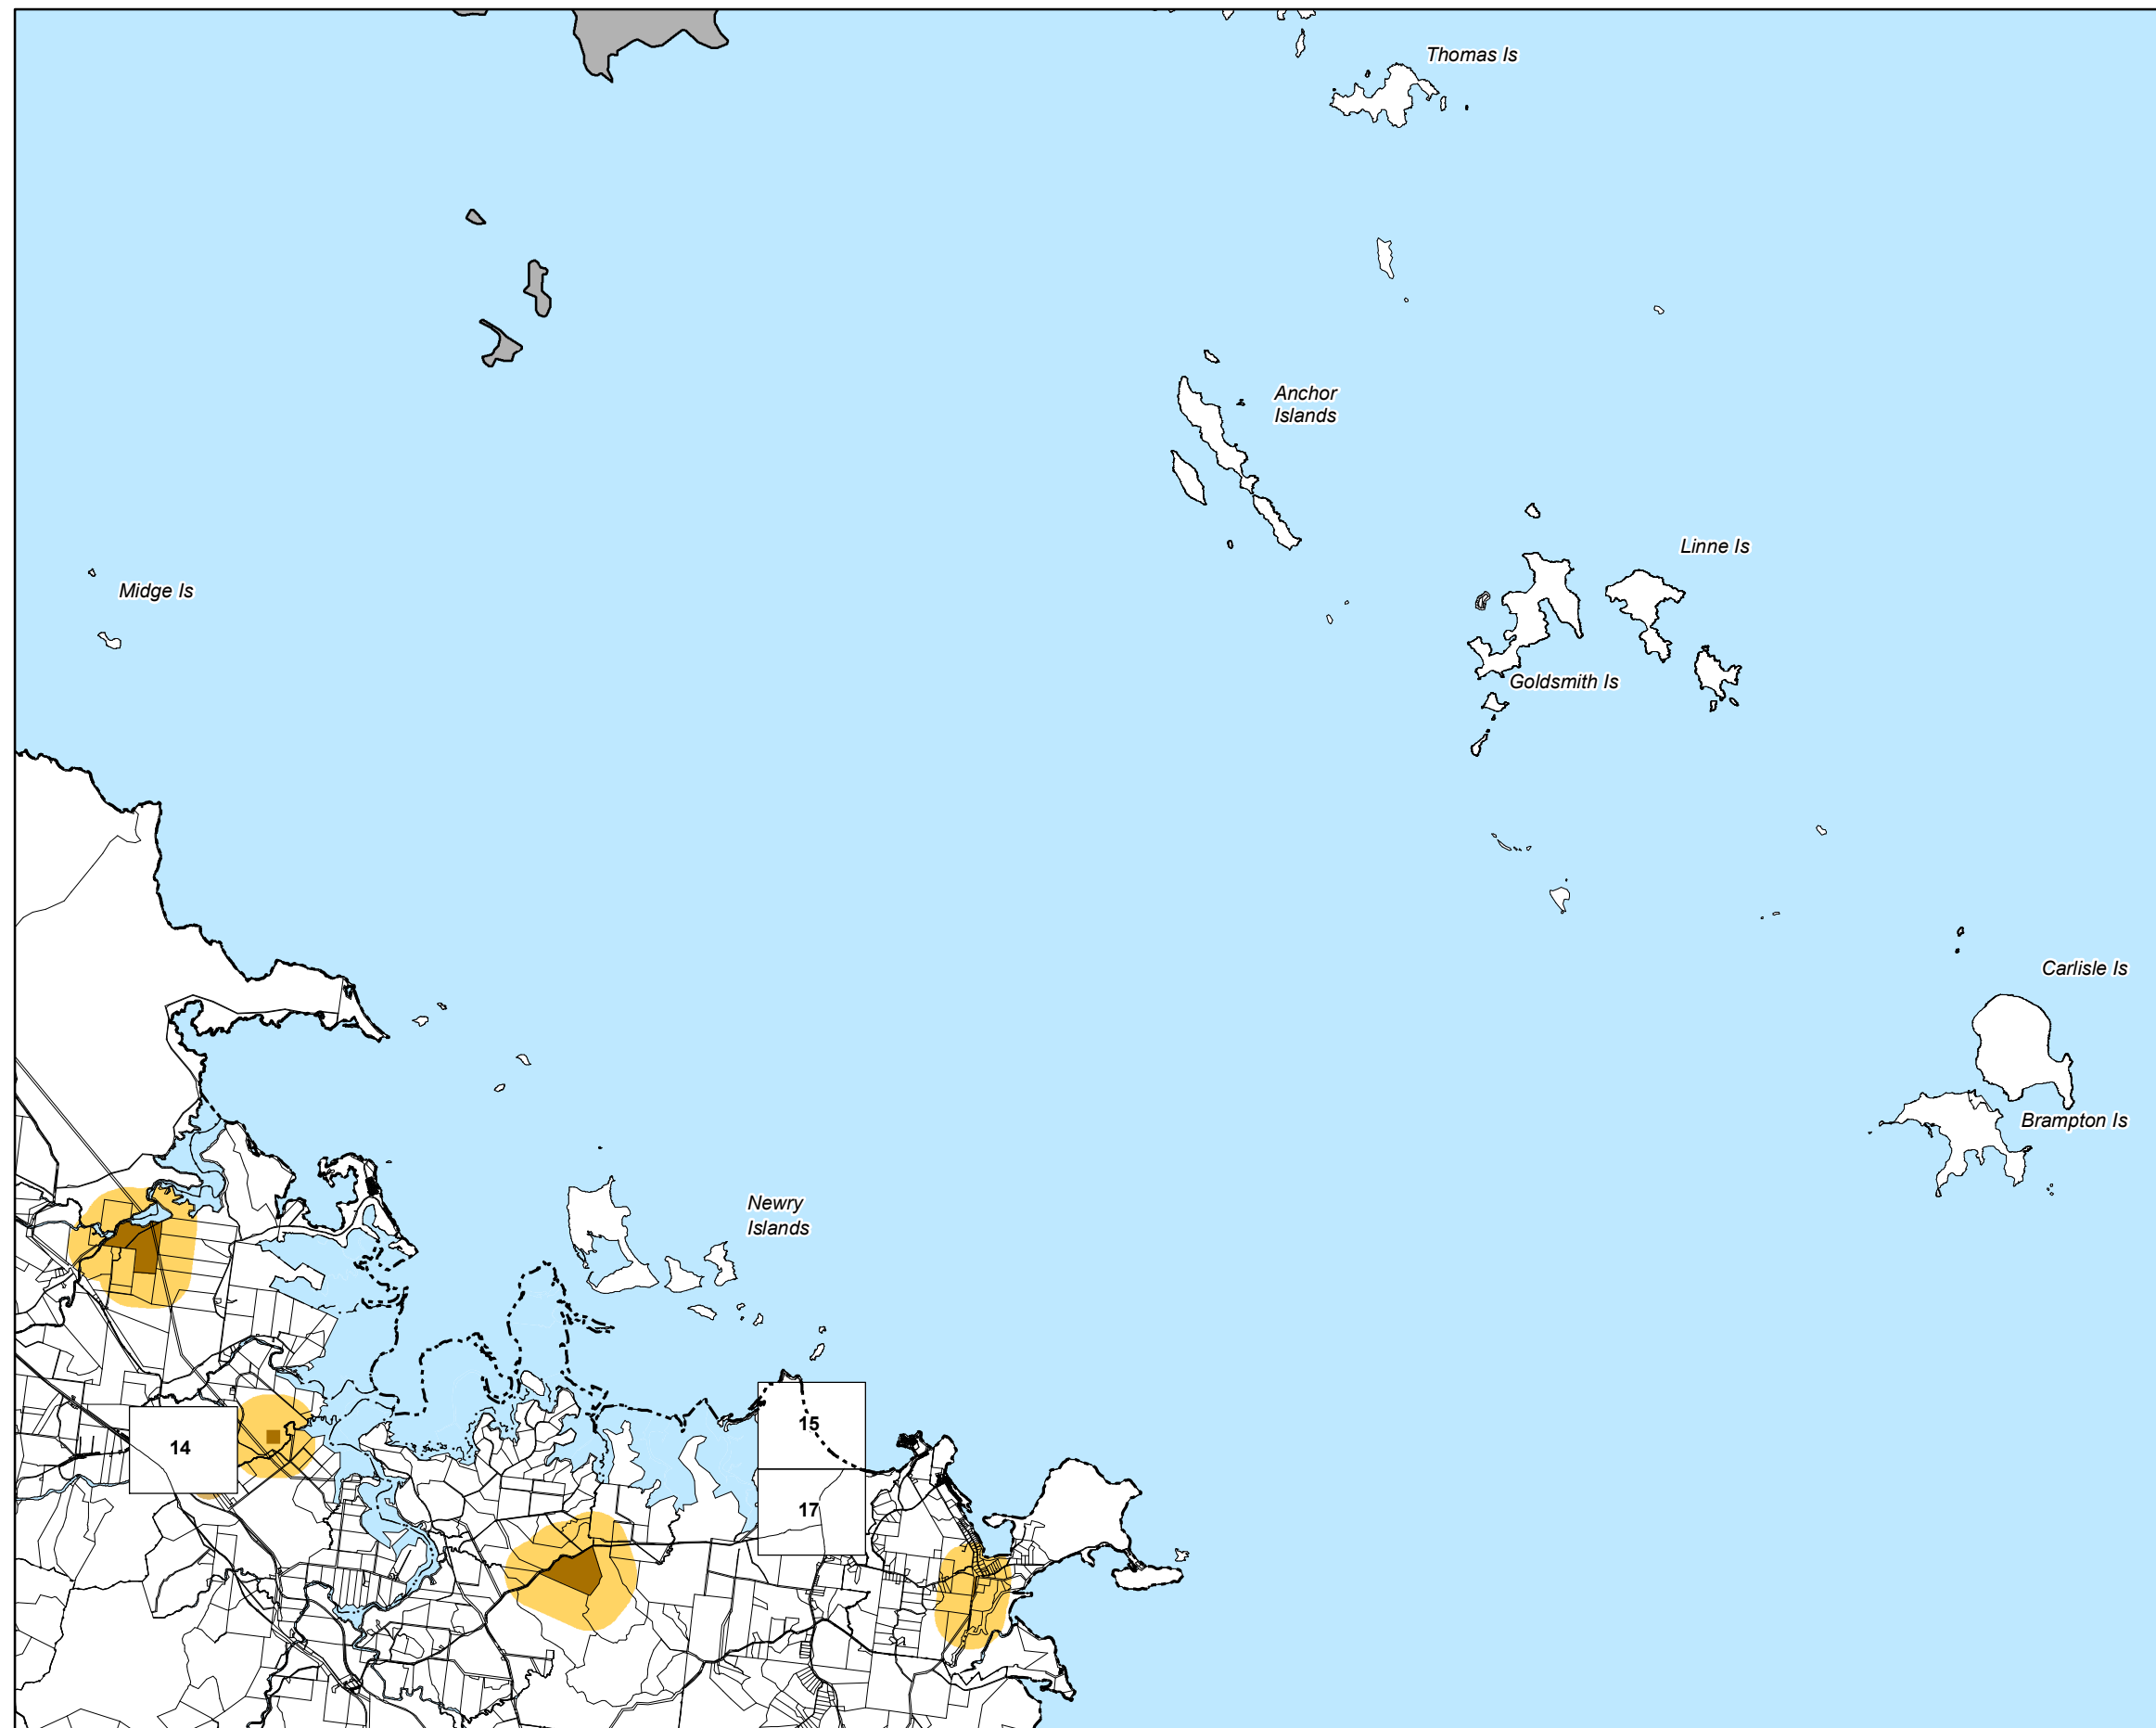 Thomas Is
Anchor
Islands
Linne Is
Midge Is
Goldsmith Is
Carlisle Is
Brampton Is
Newry
Islands
15
14
17